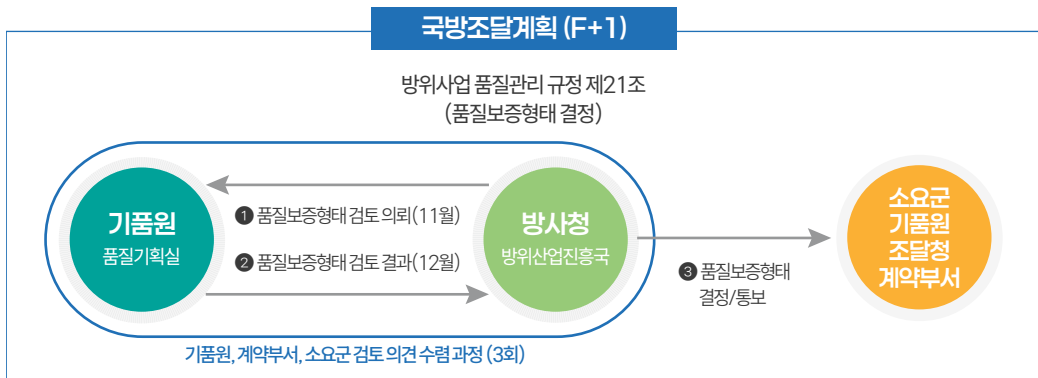 국방조달계획 (F+1)
방위사업 품질관리 규정 제21조
(품질보증형태 결정)
기품원
품질기획실
❶ 품질보증형태 검토 의뢰(11월)
❷ 품질보증형태 검토 결과(12월)
방사청
방위산업진흥국
❸ 품질보증형태
결정/통보
소요군
기품원
조달청
계약부서
기품원, 계약부서, 소요군 검토 의견 수렴 과정 (3회)